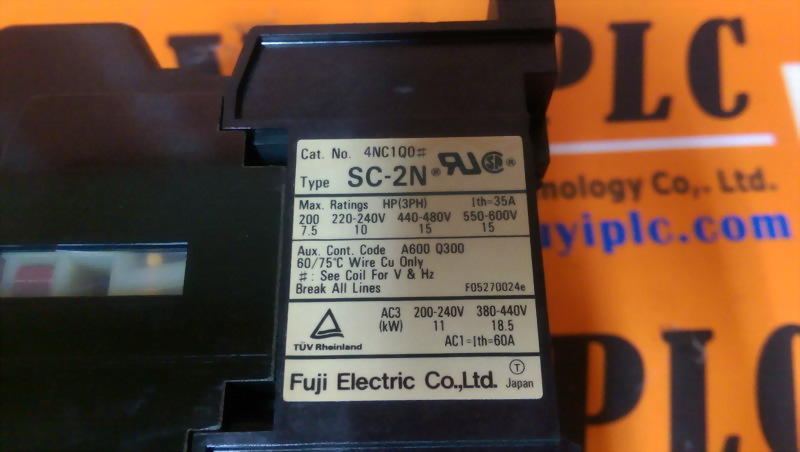 PLC
Cat. No. 4NC1Q0#
Type SC-2N
Max. Ratings HP(3PH) Ith=35A
200 220-240V 440-480V 550-600V
7.5 10 15 15
Aux. Cont. Code A600 Q300
60/75℃ Wire Cu Only
# : See Coil For V & Hz
Break All Lines F05270024e
AC3 200-240V 380-440V
(kW) 11 18.5
AC1=Ith=60A
TÜV Rheinland
Fuji Electric Co.,Ltd. T Japan
nology Co,. Ltd.
uyiplc.com